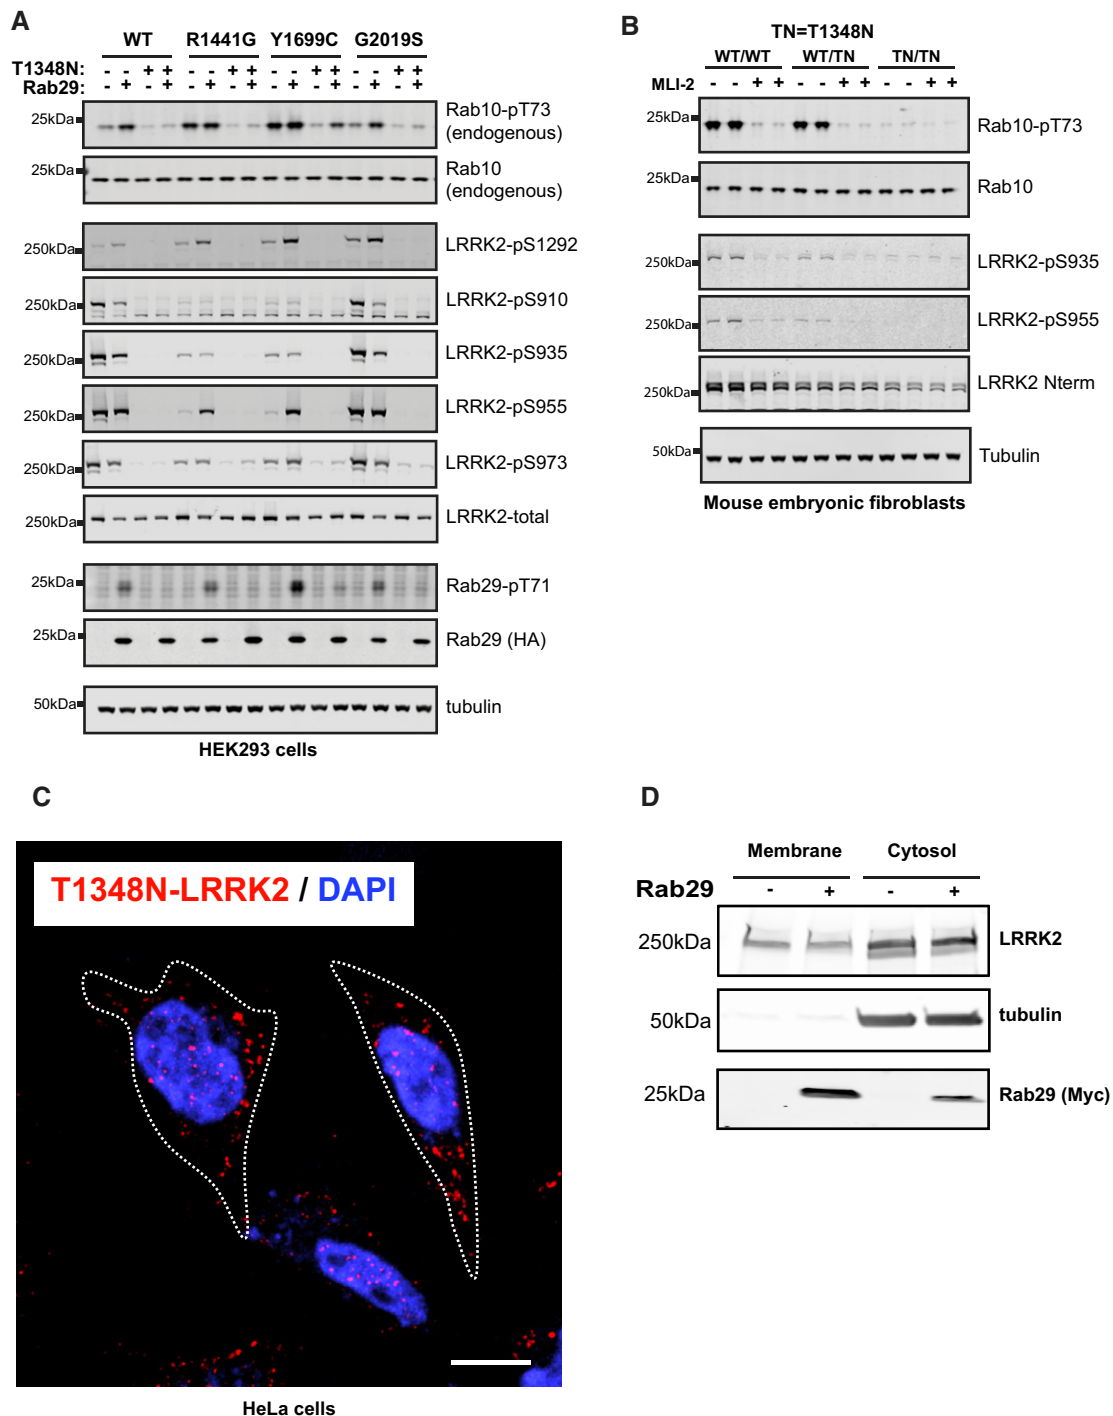 A
WT R1441G Y1699C G2019S
T1348N: - - + + - - + + - - + + - - + +
Rab29: - + - + - + - + - + - + - + - +
25kDa Rab10-pT73
(endogenous)
25kDa Rab10
(endogenous)
250kDa LRRK2-pS1292
250kDa LRRK2-pS910
250kDa LRRK2-pS935
250kDa LRRK2-pS955
250kDa LRRK2-pS973
250kDa LRRK2-total
25kDa Rab29-pT71
25kDa Rab29 (HA)
50kDa tubulin
HEK293 cells
B
TN=T1348N
WT/WT WT/TN TN/TN
MLI-2 - - + + - - + + - - + +
25kDa Rab10-pT73
25kDa Rab10
250kDa LRRK2-pS935
250kDa LRRK2-pS955
250kDa LRRK2 Nterm
50kDa Tubulin
Mouse embryonic fibroblasts
C
T1348N-LRRK2 / DAPI
HeLa cells
D
Membrane Cytosol
Rab29 - + - +
250kDa LRRK2
50kDa tubulin
25kDa Rab29 (Myc)